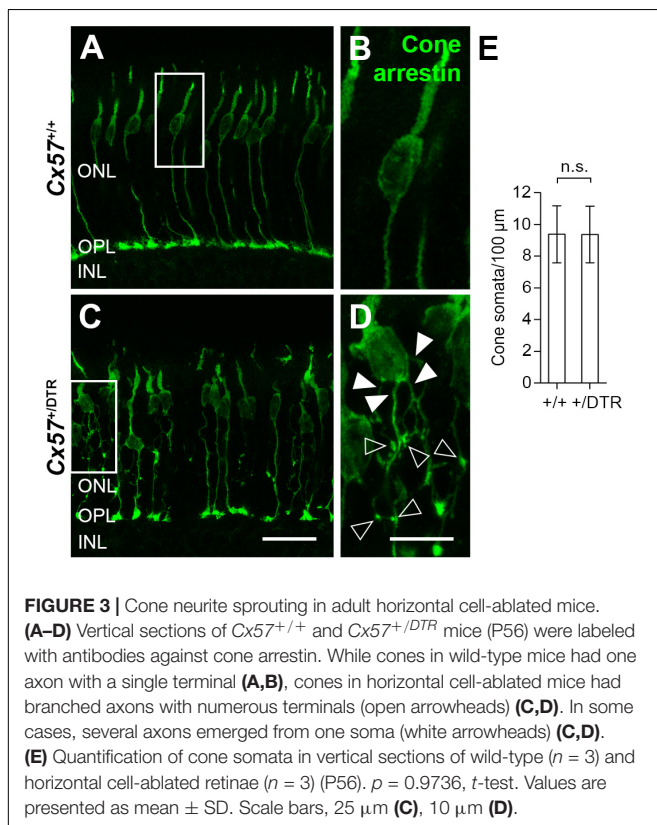 A
B
Cone
arrestin
E
Cx57+/+
ONL
OPL
INL
n.s.
Cone somata/100 µm
12
10
8
6
4
2
0
+/+ +/DTR
C
D
Cx57+/DTR
ONL
OPL
INL
FIGURE 3 | Cone neurite sprouting in adult horizontal cell-ablated mice.
(A–D) Vertical sections of Cx57+/+ and Cx57+/DTR mice (P56) were labeled
with antibodies against cone arrestin. While cones in wild-type mice had one
axon with a single terminal (A,B), cones in horizontal cell-ablated mice had
branched axons with numerous terminals (open arrowheads) (C,D). In some
cases, several axons emerged from one soma (white arrowheads) (C,D).
(E) Quantification of cone somata in vertical sections of wild-type (n = 3) and
horizontal cell-ablated retinae (n = 3) (P56). p = 0.9736, t-test. Values are
presented as mean ± SD. Scale bars, 25 µm (C), 10 µm (D).